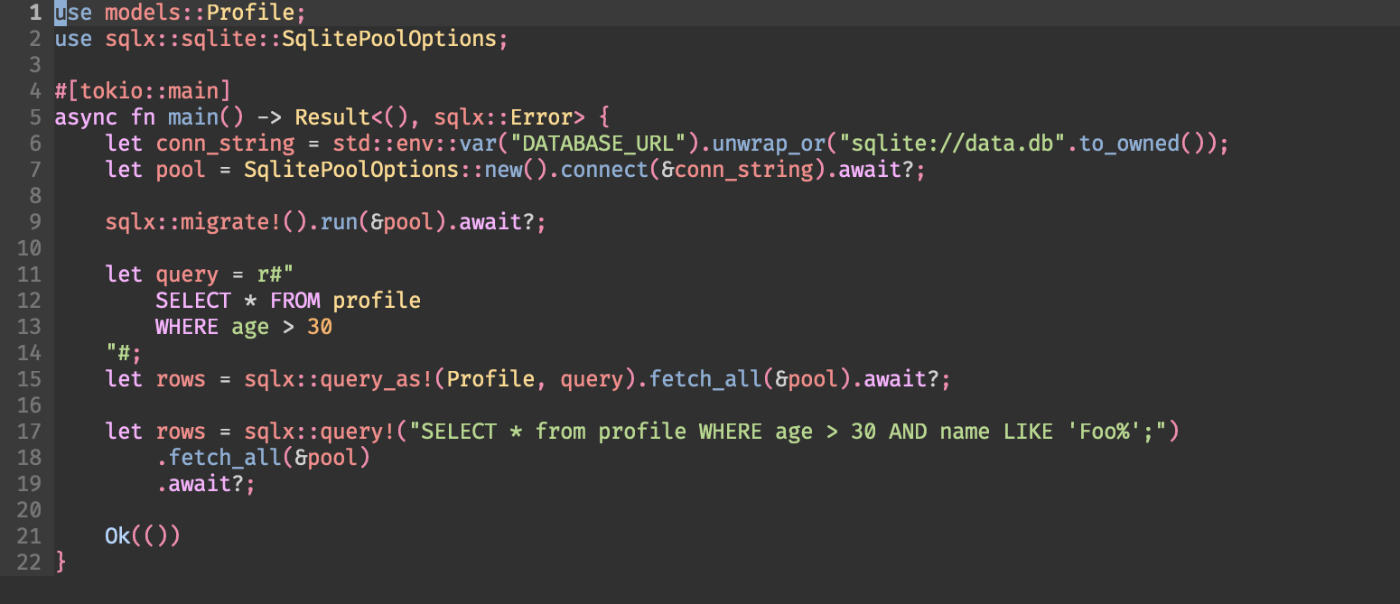 1 use models::Profile;
2 use sqlx::sqlite::SqlitePoolOptions;
3
4 #[tokio::main]
5 async fn main() -> Result<(), sqlx::Error> {
6     let conn_string = std::env::var("DATABASE_URL").unwrap_or("sqlite://data.db".to_owned());
7     let pool = SqlitePoolOptions::new().connect(&conn_string).await?;
8
9     sqlx::migrate!().run(&pool).await?;
10
11     let query = r#"
12         SELECT * FROM profile
13         WHERE age > 30
14     "#;
15     let rows = sqlx::query_as!(Profile, query).fetch_all(&pool).await?;
16
17     let rows = sqlx::query!("SELECT * from profile WHERE age > 30 AND name LIKE 'Foo%';")
18         .fetch_all(&pool)
19         .await?;
20
21     Ok(())
22 }